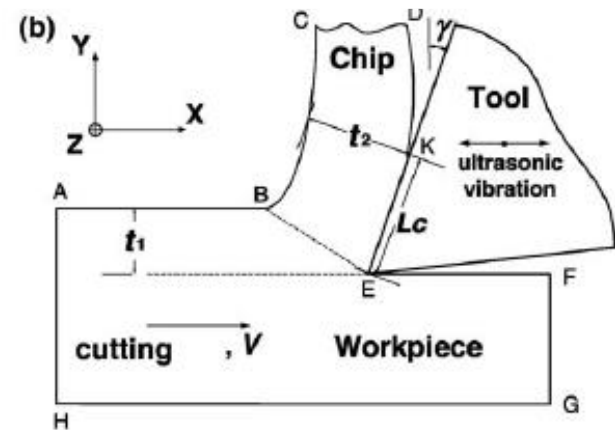 (b)
C
D
γ
Y
Chip
Tool
X
Z
t₂
K
ultrasonic
vibration
A
B
Lc
t₁
E
F
cutting , V
Workpiece
H
G